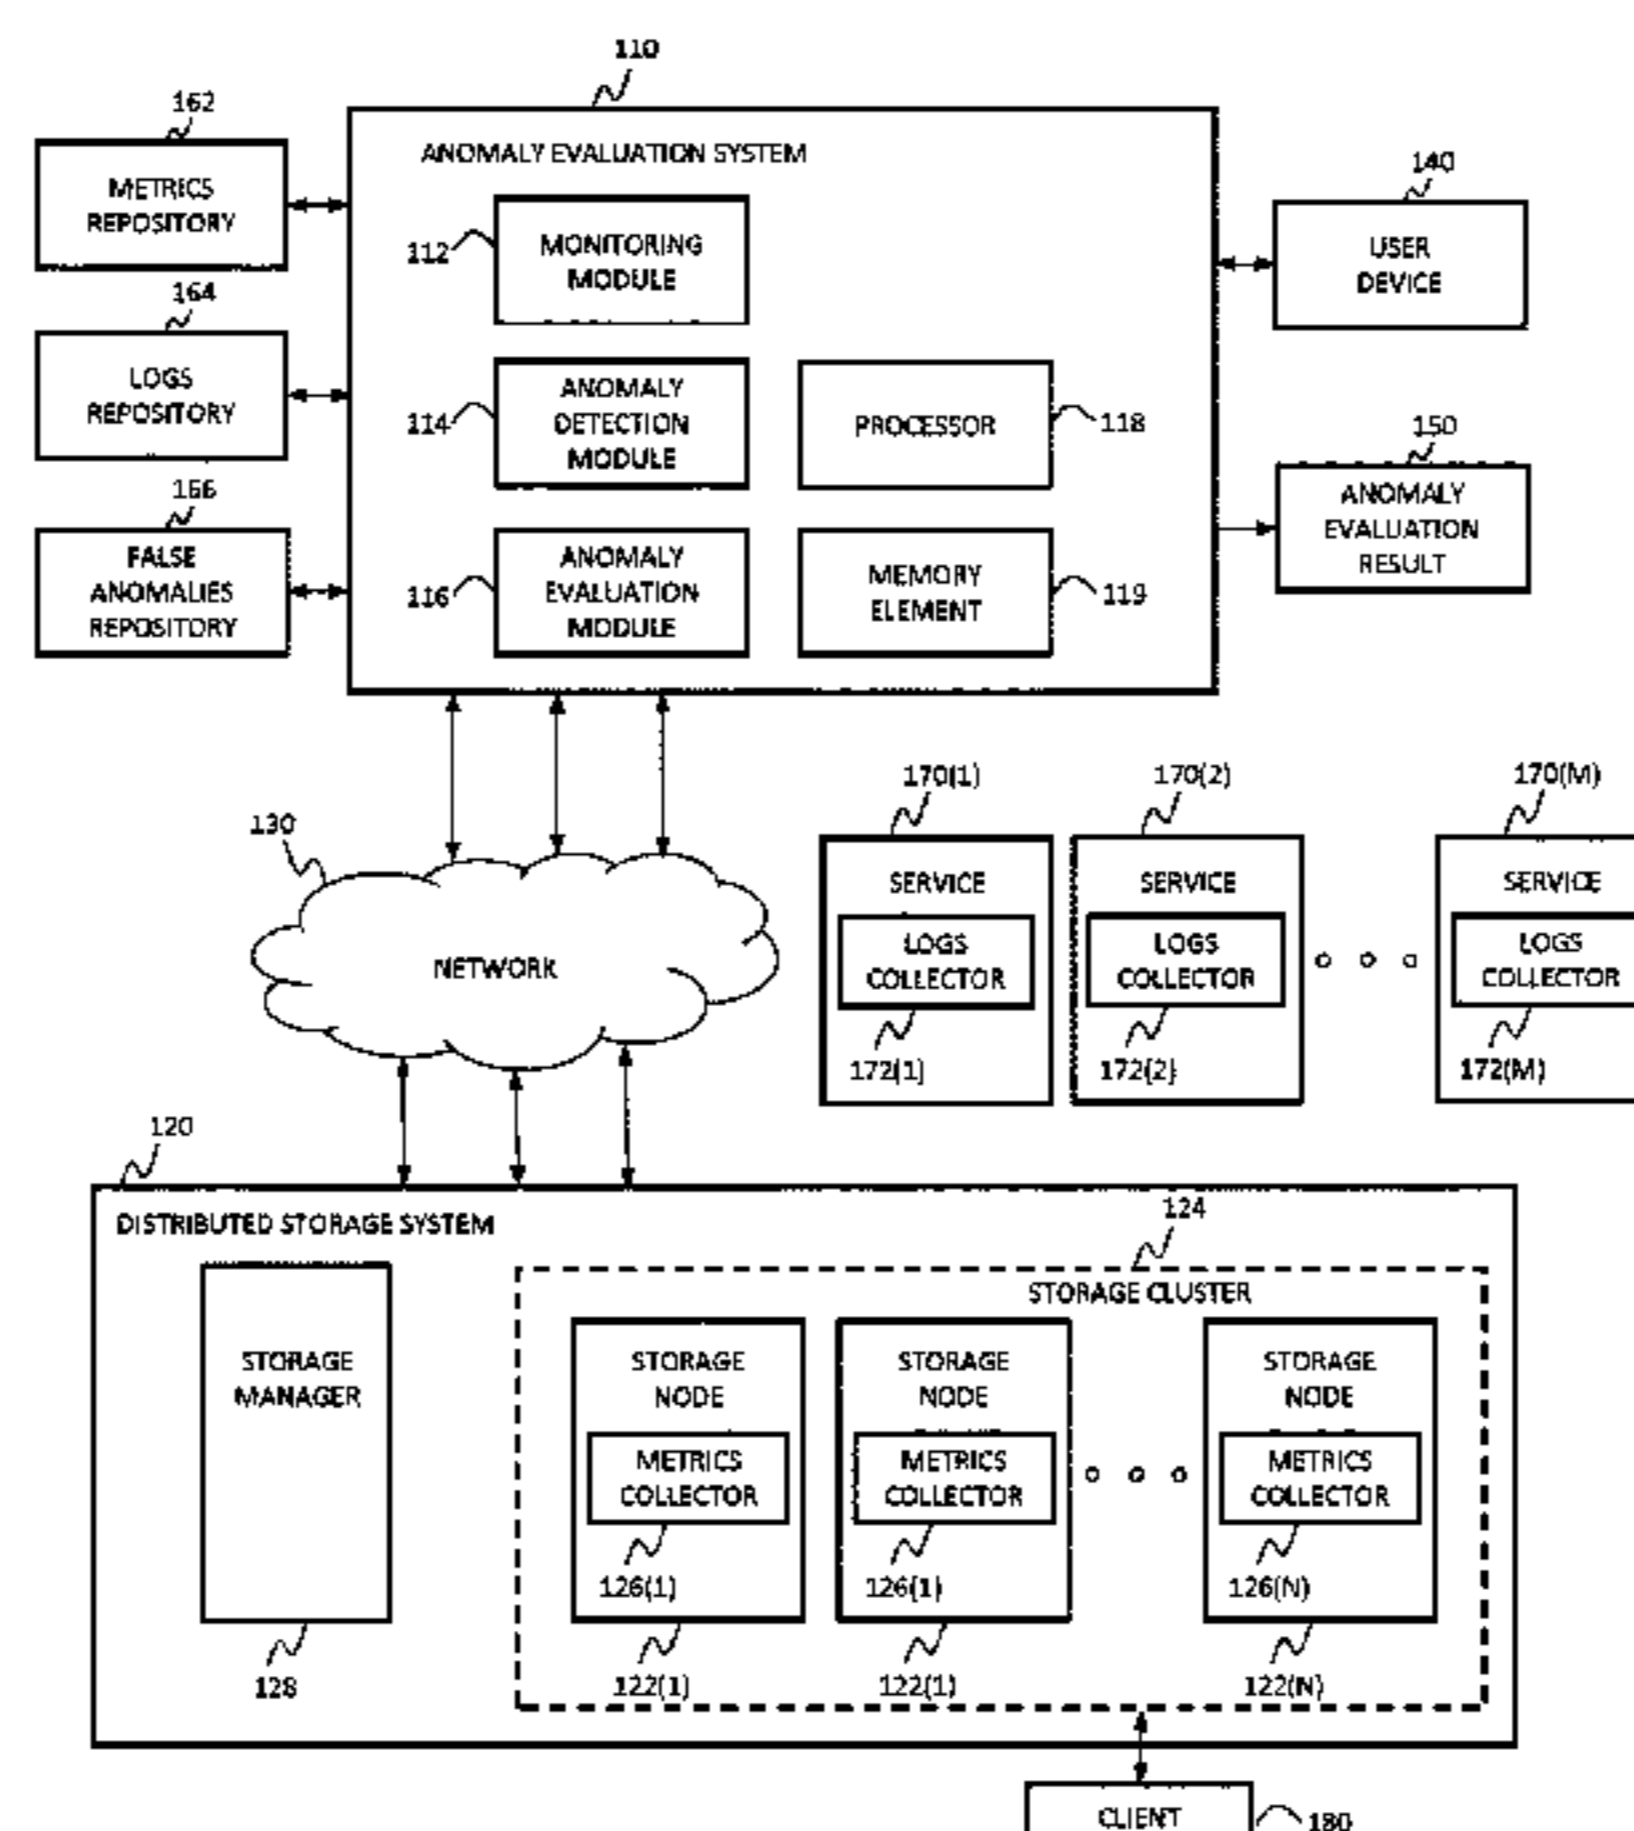 110
162
ANOMALY EVALUATION SYSTEM
METRICS
REPOSITORY
112
MONITORING
MODULE
140
USER
DEVICE
164
LOGS
REPOSITORY
114
ANOMALY
DETECTION
MODULE
PROCESSOR
118
150
ANOMALY
EVALUATION
RESULT
166
FALSE
ANOMALIES
REPOSITORY
116
ANOMALY
EVALUATION
MODULE
MEMORY
ELEMENT
119
170(1)
170(2)
170(M)
130
NETWORK
SERVICE
LOGS
COLLECTOR
172(1)
SERVICE
LOGS
COLLECTOR
172(2)
SERVICE
LOGS
COLLECTOR
172(M)
120
DISTRIBUTED STORAGE SYSTEM
124
STORAGE CLUSTER
STORAGE
MANAGER
128
STORAGE
NODE
METRICS
COLLECTOR
126(1)
122(1)
STORAGE
NODE
METRICS
COLLECTOR
126(1)
122(1)
STORAGE
NODE
METRICS
COLLECTOR
126(N)
122(N)
CLIENT
180